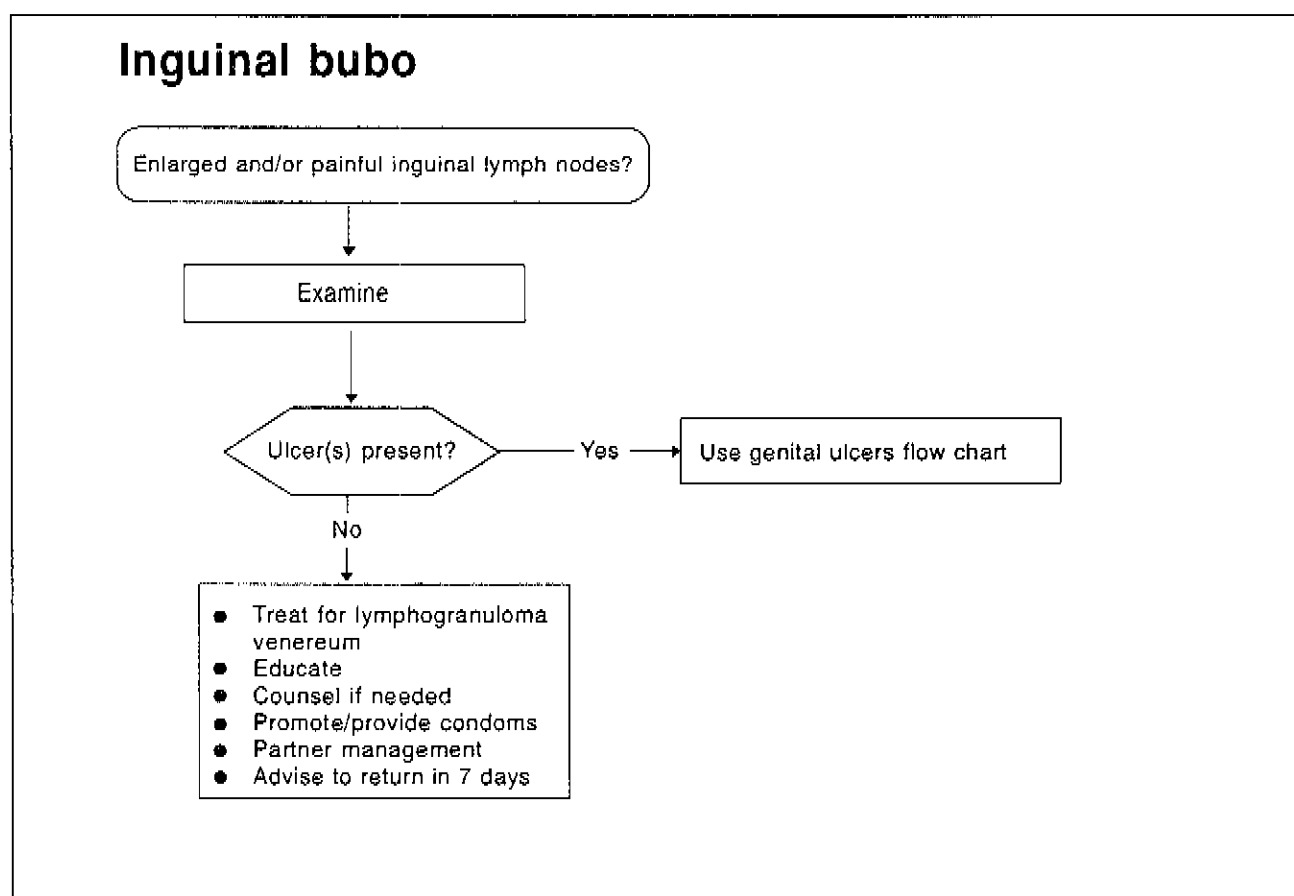 Inguinal bubo
Enlarged and/or painful inguinal lymph nodes?
Examine
Ulcer(s) present?
Yes
Use genital ulcers flow chart
No
● Treat for lymphogranuloma
venereum
● Educate
● Counsel if needed
● Promote/provide condoms
● Partner management
● Advise to return in 7 days